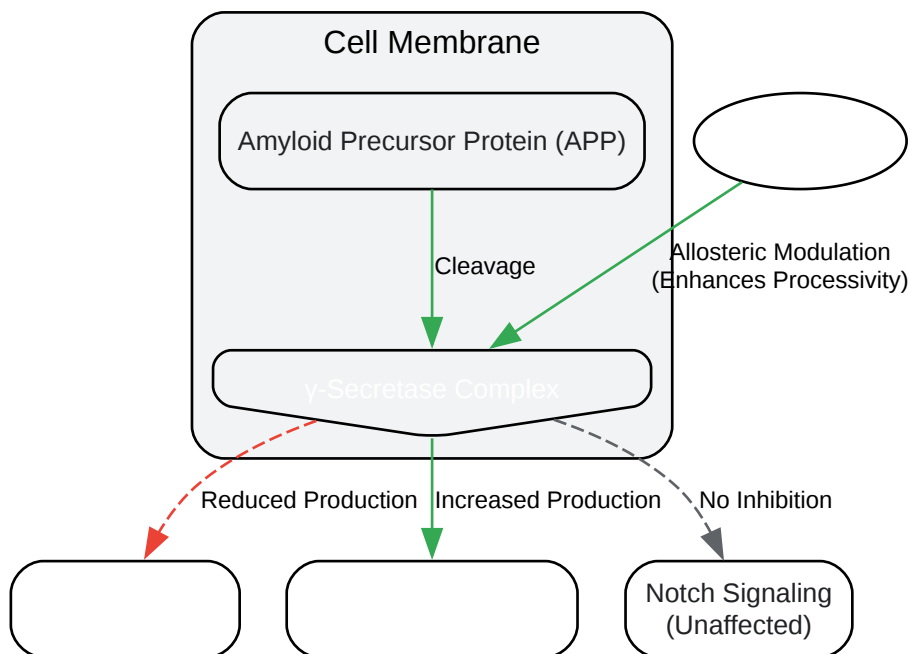 Cell Membrane
Amyloid Precursor Protein (APP)
Cleavage
Allosteric Modulation
(Enhances Processivity)
γ-Secretase Complex
Reduced Production
Increased Production
No Inhibition
Notch Signaling
(Unaffected)